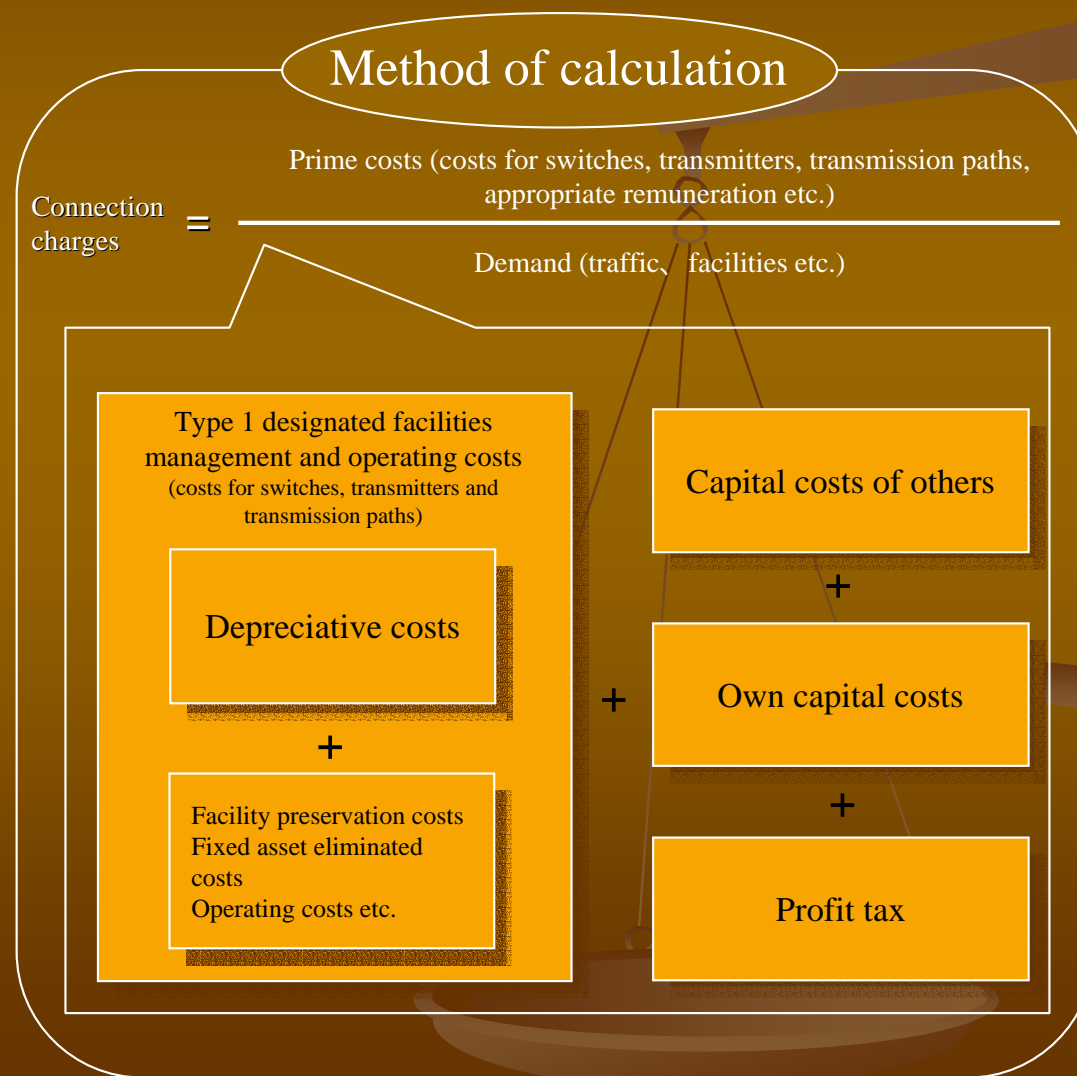 Method of calculation
Prime costs (costs for switches, transmitters, transmission paths,
appropriate remuneration etc.)
Connection
charges
=
Demand (traffic、 facilities etc.)
Type 1 designated facilities
management and operating costs
(costs for switches, transmitters and
transmission paths)
Depreciative costs
+
Facility preservation costs
Fixed asset eliminated
costs
Operating costs etc.
+
Capital costs of others
+
Own capital costs
+
Profit tax